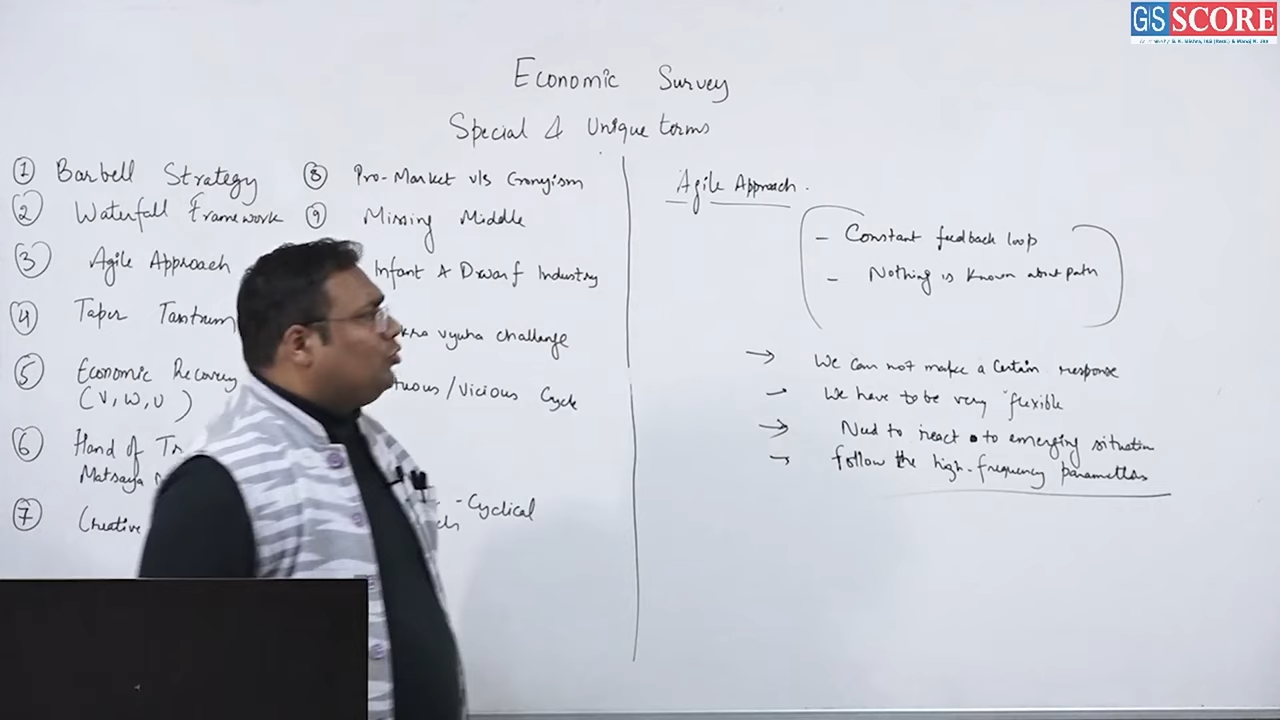 GS SCORE
Economic Survey
Special & Unique terms
① Barbell Strategy
② Waterfall Framework
③ Agile Approach
④ Taper Tantrum
⑤ Economic Recovery
(V, W, U)
⑥ Hand of
Matsaya
⑦ Creative
⑧ Pro-Market v/s Cronyism
⑨ Missing Middle
Infant & Dwarf Industry
vyuha challenge
/Vicious Cycle
-Cyclical
Agile Approach.
- Constant feedback loop
- Nothing is known about path
→ We can not make a Certain response
- We have to be very flexible
→ Need to react to emerging situation
→ Follow the high-frequency parameters